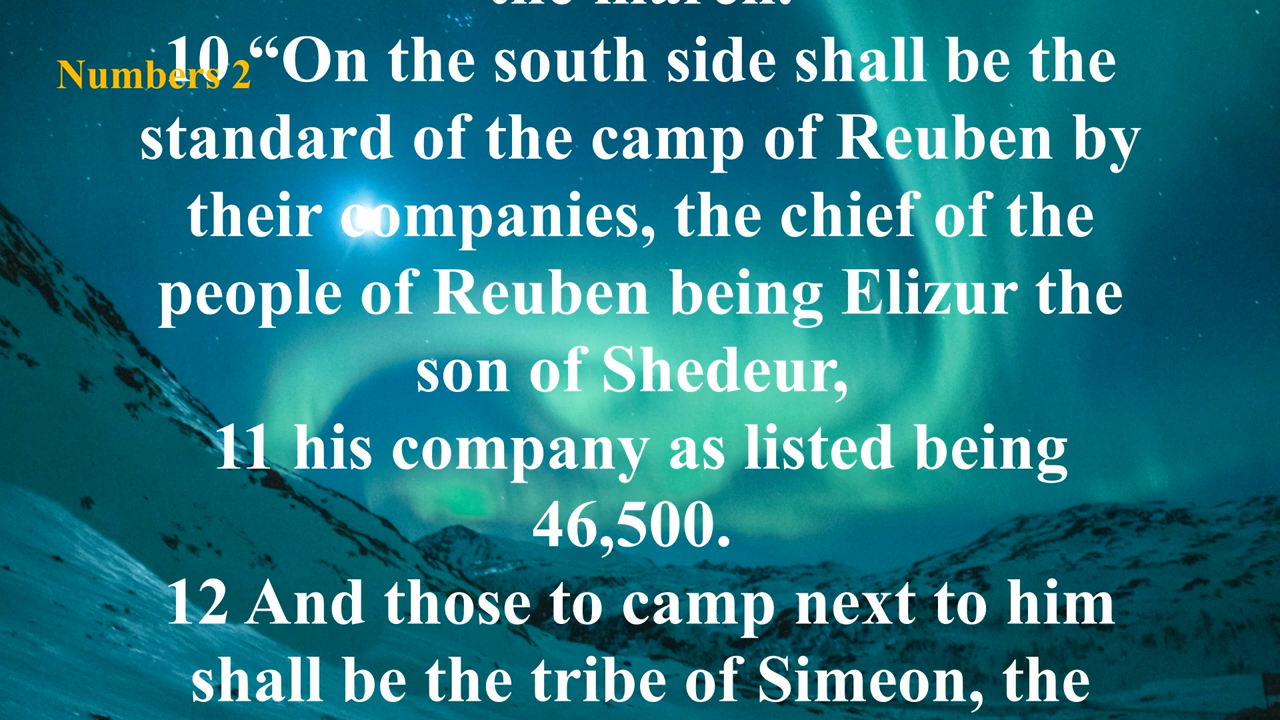 the march.
10 “On the south side shall be the
Numbers 2
standard of the camp of Reuben by
their companies, the chief of the
people of Reuben being Elizur the
son of Shedeur,
11 his company as listed being
46,500.
12 And those to camp next to him
shall be the tribe of Simeon, the